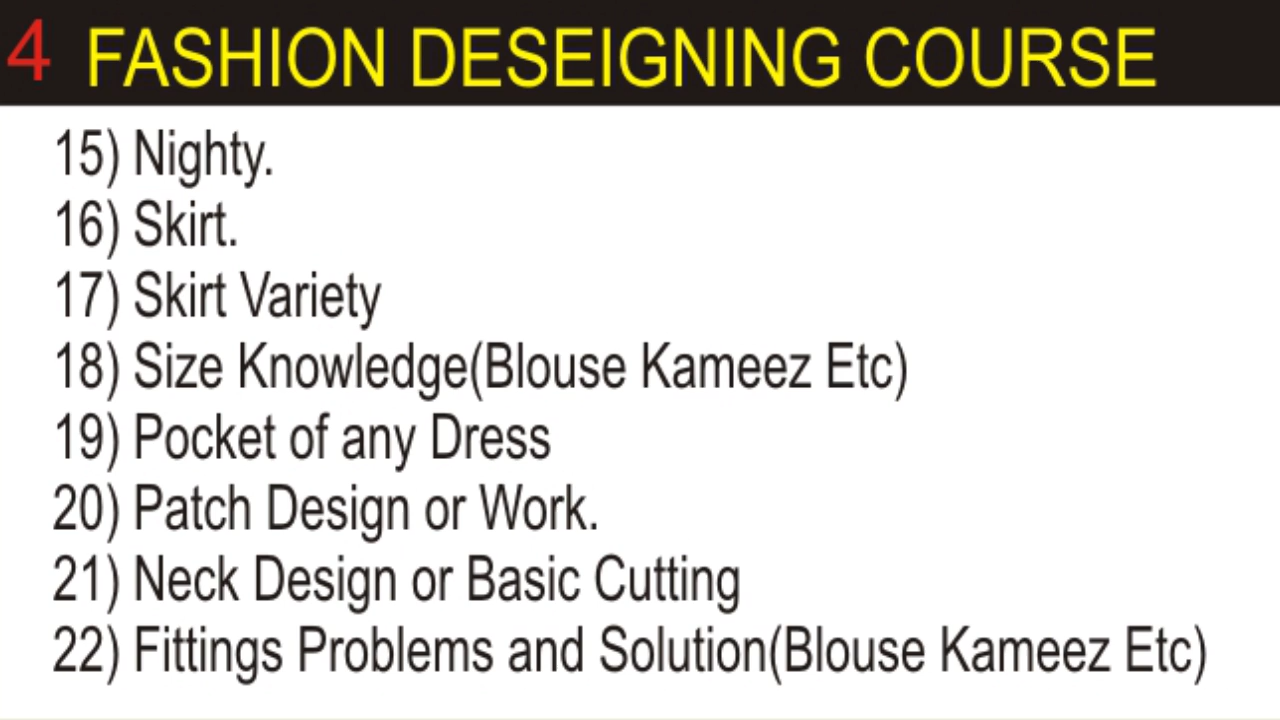 4 FASHION DESEIGNING COURSE
15) Nighty.
16) Skirt.
17) Skirt Variety
18) Size Knowledge(Blouse Kameez Etc)
19) Pocket of any Dress
20) Patch Design or Work.
21) Neck Design or Basic Cutting
22) Fittings Problems and Solution(Blouse Kameez Etc)